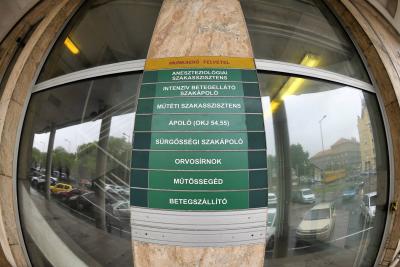 MUNKAERŐ FELVÉTEL
ANESZTEZIOLÓGIAI
SZAKASSZISZTENS
INTENZÍV BETEGELLÁTÓ
SZAKÁPOLÓ
MŰTÉTI SZAKASSZISZTENS
ÁPOLÓ (OKJ 54,55)
SÜRGŐSSÉGI SZAKÁPOLÓ
ORVOSÍRNOK
MŰTŐSSEGÉD
BETEGSZÁLLÍTÓ